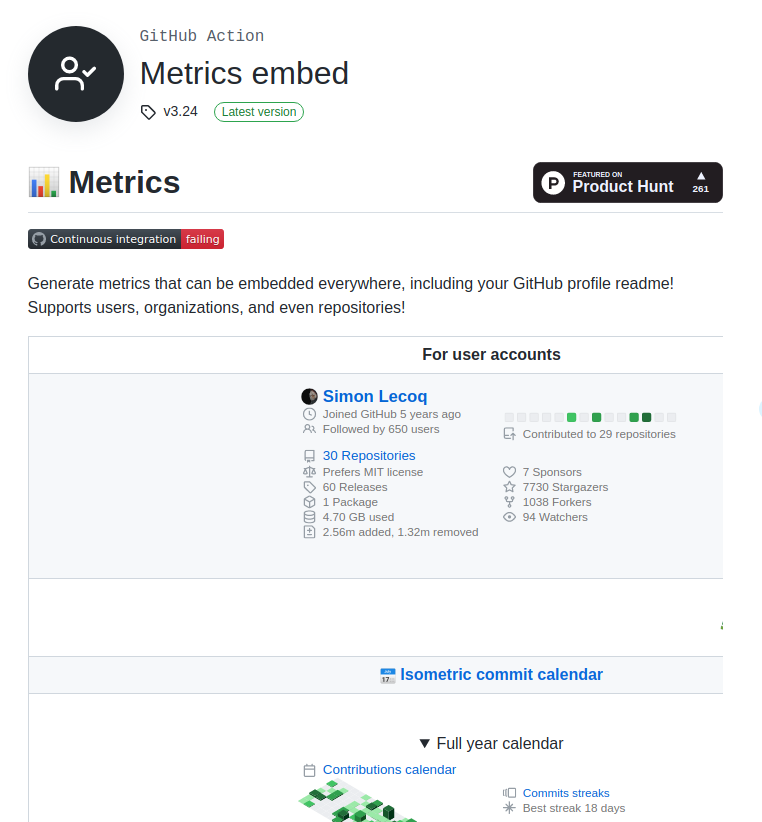 GitHub Action
Metrics embed
v3.24 Latest version
📊 Metrics
FEATURED ON
Product Hunt
▲ 261
Continuous integration failing
Generate metrics that can be embedded everywhere, including your GitHub profile readme!
Supports users, organizations, and even repositories!
For user accounts
Simon Lecoq
Joined GitHub 5 years ago
Followed by 650 users
Contributed to 29 repositories
30 Repositories
Prefers MIT license
60 Releases
1 Package
4.70 GB used
2.56m added, 1.32m removed
7 Sponsors
7730 Stargazers
1038 Forkers
94 Watchers
📅 Isometric commit calendar
▼ Full year calendar
Contributions calendar
Commits streaks
Best streak 18 days